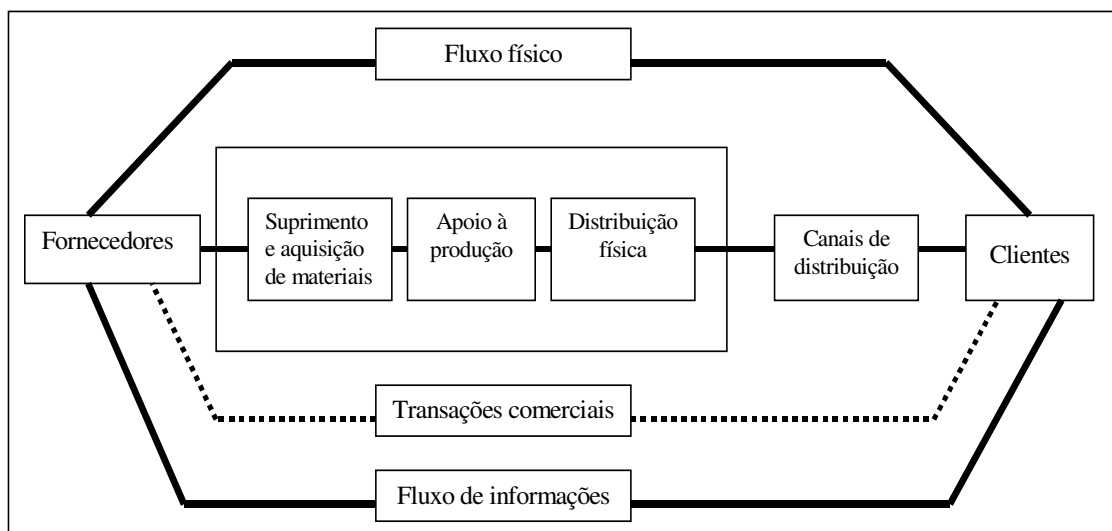 Fluxo físico
Fornecedores
Suprimento
e aquisição
de materiais
Apoio à
produção
Distribuição
física
Canais de
distribuição
Clientes
Transações comerciais
Fluxo de informações